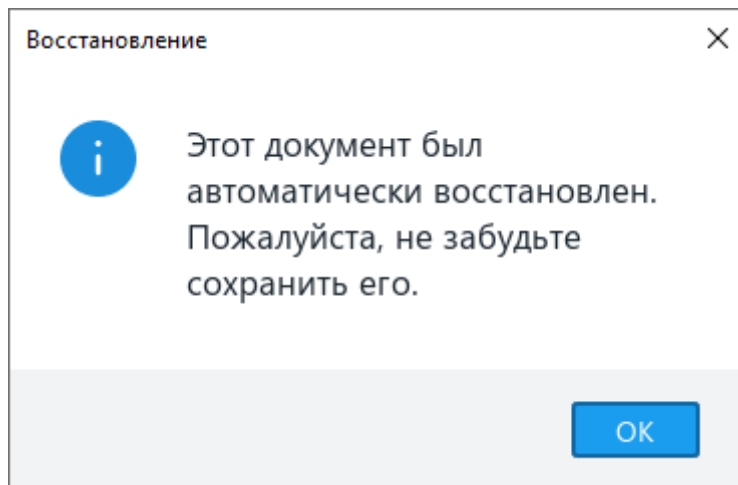 Восстановление
Этот документ был
автоматически восстановлен.
Пожалуйста, не забудьте
сохранить его.
OK